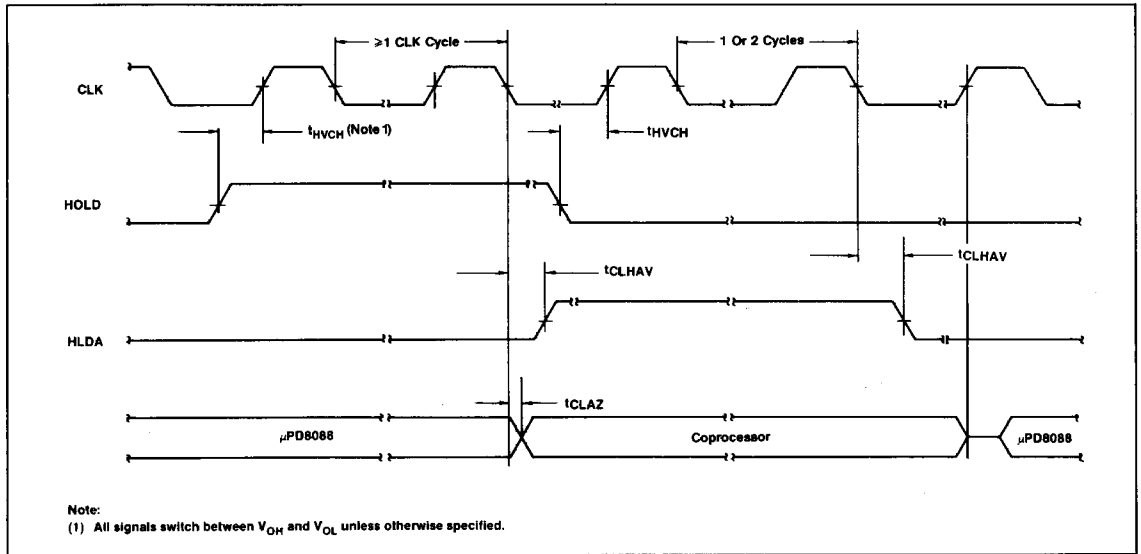 ≥1 CLK Cycle
1 Or 2 Cycles
CLK
tHVCH (Note 1)
tHVCH
HOLD
tCLHAV
tCLHAV
HLDA
tCLAZ
μPD8088
Coprocessor
μPD8088
Note:
(1) All signals switch between VOH and VOL unless otherwise specified.